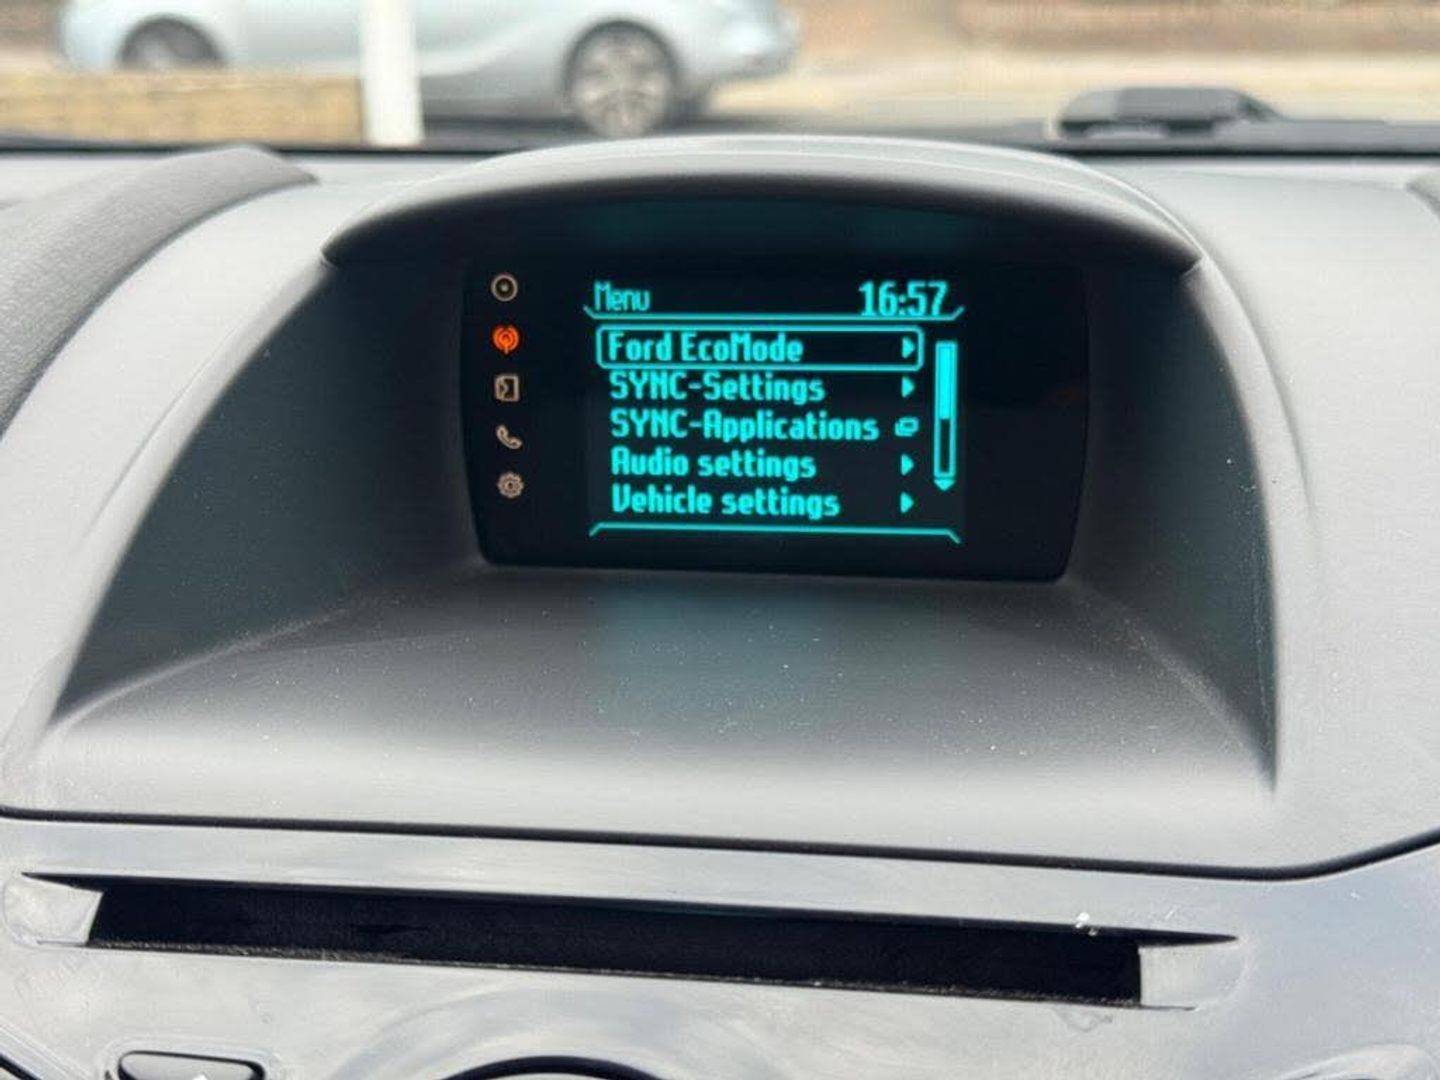 Menu 16:57
Ford EcoMode
SYNC-Settings
SYNC-Applications
Audio settings
Vehicle settings